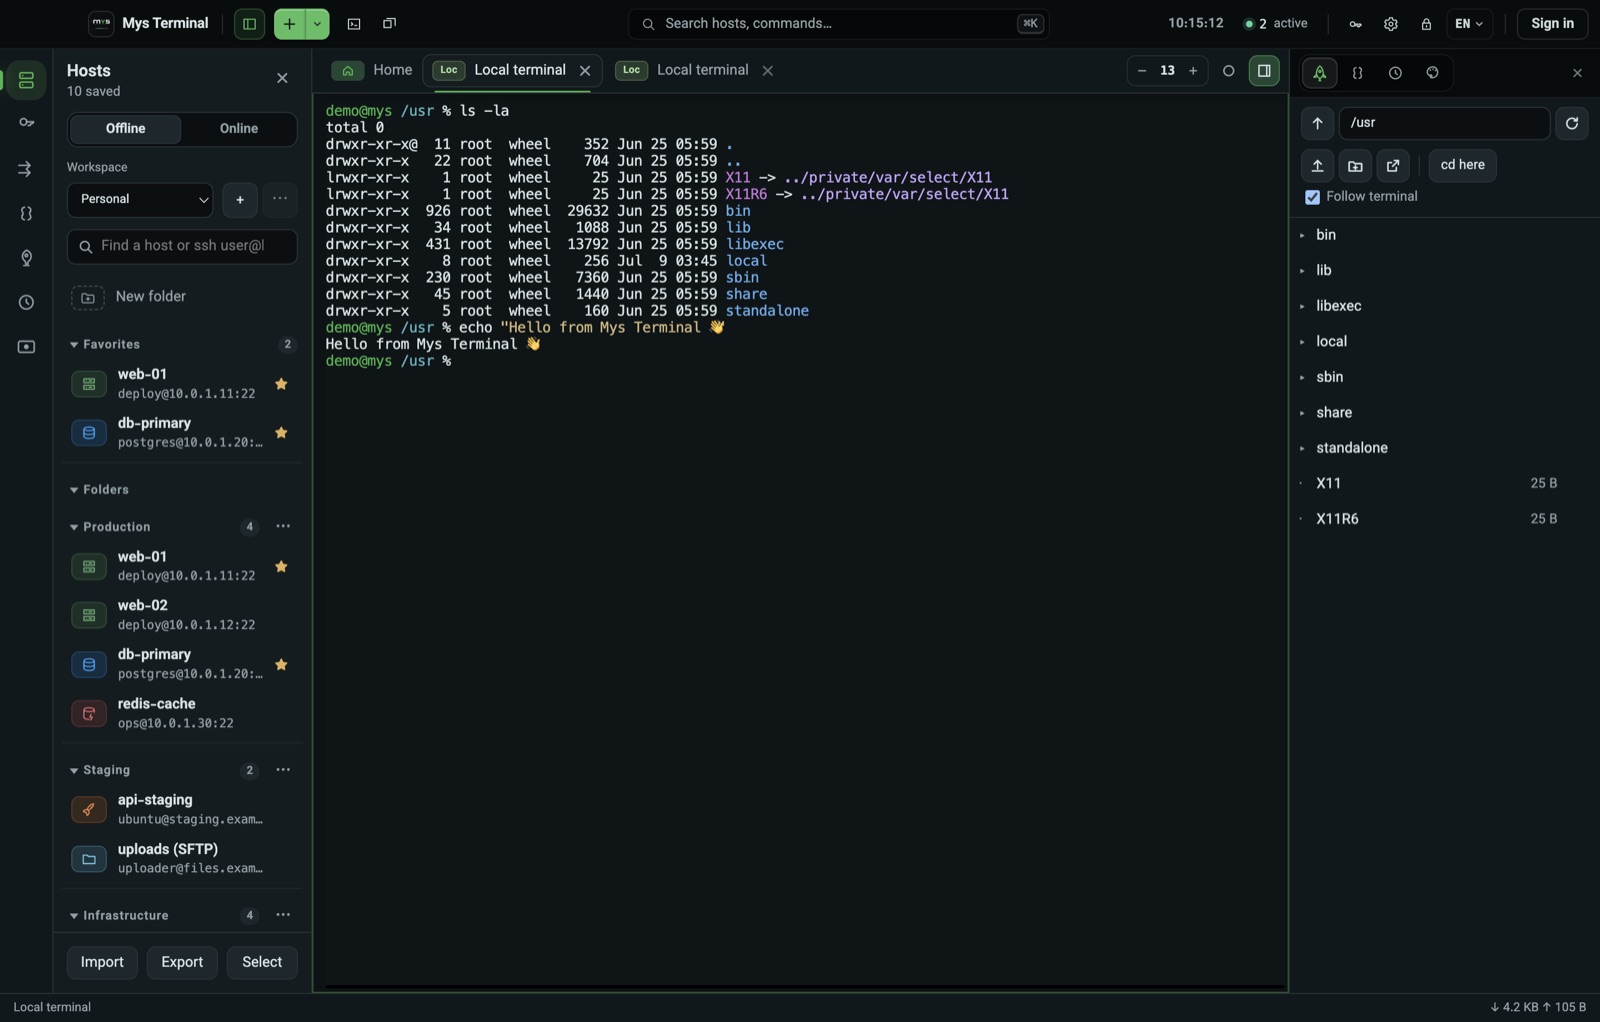 mys Mys Terminal
Search hosts, commands... ⌘K
10:15:12 2 active EN Sign in
Hosts
10 saved
Offline Online
Workspace
Personal + ...
Find a host or ssh user@l
New folder
Favorites 2
web-01
deploy@10.0.1.11:22
db-primary
postgres@10.0.1.20:…
Folders
Production 4 ...
web-01
deploy@10.0.1.11:22
web-02
deploy@10.0.1.12:22
db-primary
postgres@10.0.1.20:…
redis-cache
ops@10.0.1.30:22
Staging 2 ...
api-staging
ubuntu@staging.exam…
uploads (SFTP)
uploader@files.exam…
Infrastructure 4 ...
Import Export Select
Home Loc Local terminal Loc Local terminal − 13 +
demo@mys /usr % ls -la
total 0
drwxr-xr-x@ 11 root wheel 352 Jun 25 05:59 .
drwxr-xr-x 22 root wheel 704 Jun 25 05:59 ..
lrwxr-xr-x 1 root wheel 25 Jun 25 05:59 X11 -> ../private/var/select/X11
lrwxr-xr-x 1 root wheel 25 Jun 25 05:59 X11R6 -> ../private/var/select/X11
drwxr-xr-x 926 root wheel 29632 Jun 25 05:59 bin
drwxr-xr-x 34 root wheel 1088 Jun 25 05:59 lib
drwxr-xr-x 431 root wheel 13792 Jun 25 05:59 libexec
drwxr-xr-x 8 root wheel 256 Jul 9 03:45 local
drwxr-xr-x 230 root wheel 7360 Jun 25 05:59 sbin
drwxr-xr-x 45 root wheel 1440 Jun 25 05:59 share
drwxr-xr-x 5 root wheel 160 Jun 25 05:59 standalone
demo@mys /usr % echo "Hello from Mys Terminal 👋
Hello from Mys Terminal 👋
demo@mys /usr %
/usr
cd here
Follow terminal
bin
lib
libexec
local
sbin
share
standalone
X11 25 B
X11R6 25 B
Local terminal
↓ 4.2 KB ↑ 105 B